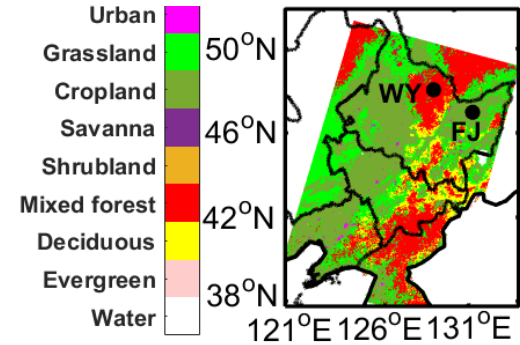 Urban
Grassland
Cropland
Savanna
Shrubland
Mixed forest
Deciduous
Evergreen
Water
50°N
46°N
42°N
38°N
WY
FJ
121°E 126°E 131°E